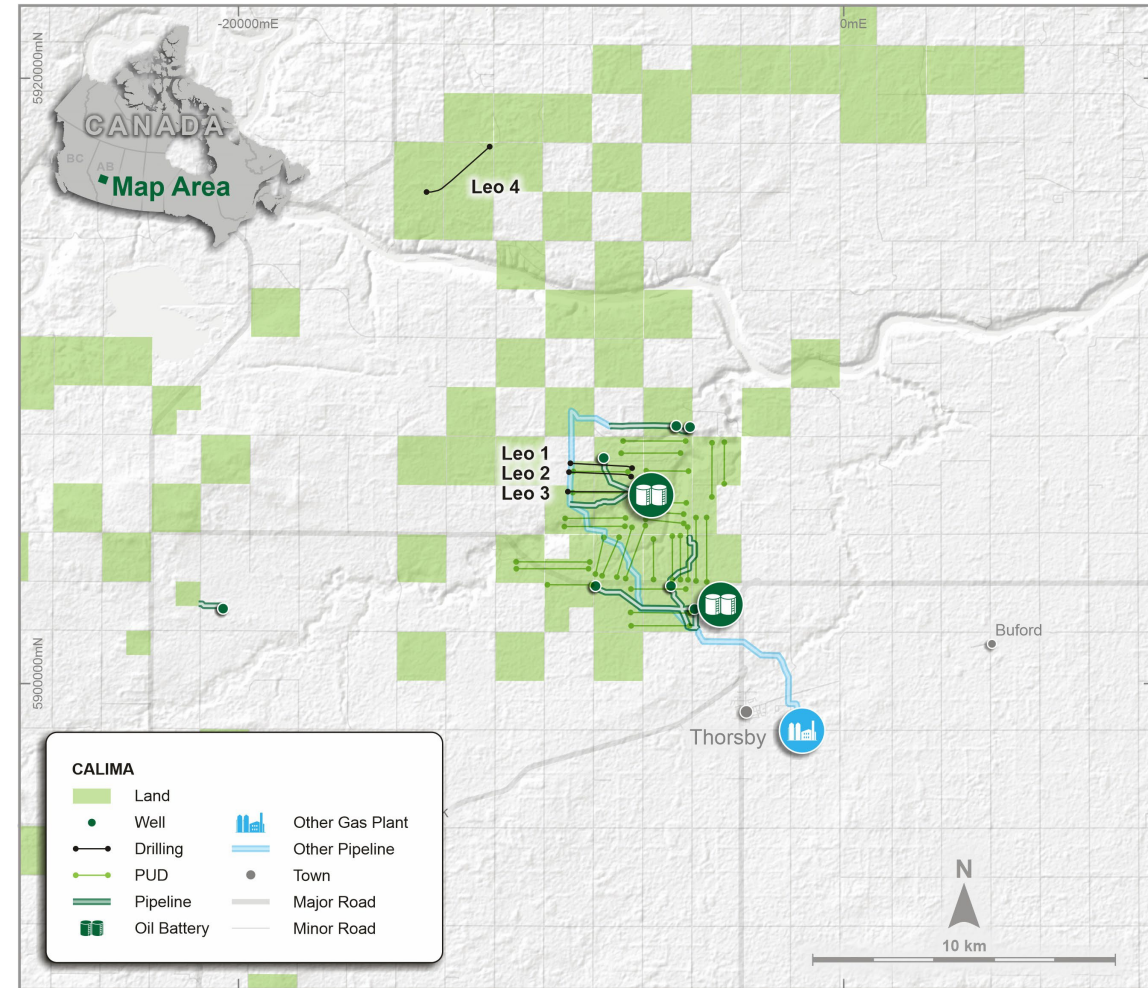 -20000mE
0mE
5920000mN
CANADA
BC
AB
Map Area
Leo 4
Leo 1
Leo 2
Leo 3
Buford
5900000mN
Thorsby
CALIMA
Land
Well
Other Gas Plant
Drilling
Other Pipeline
PUD
Town
Pipeline
Major Road
Oil Battery
Minor Road
N
10 km